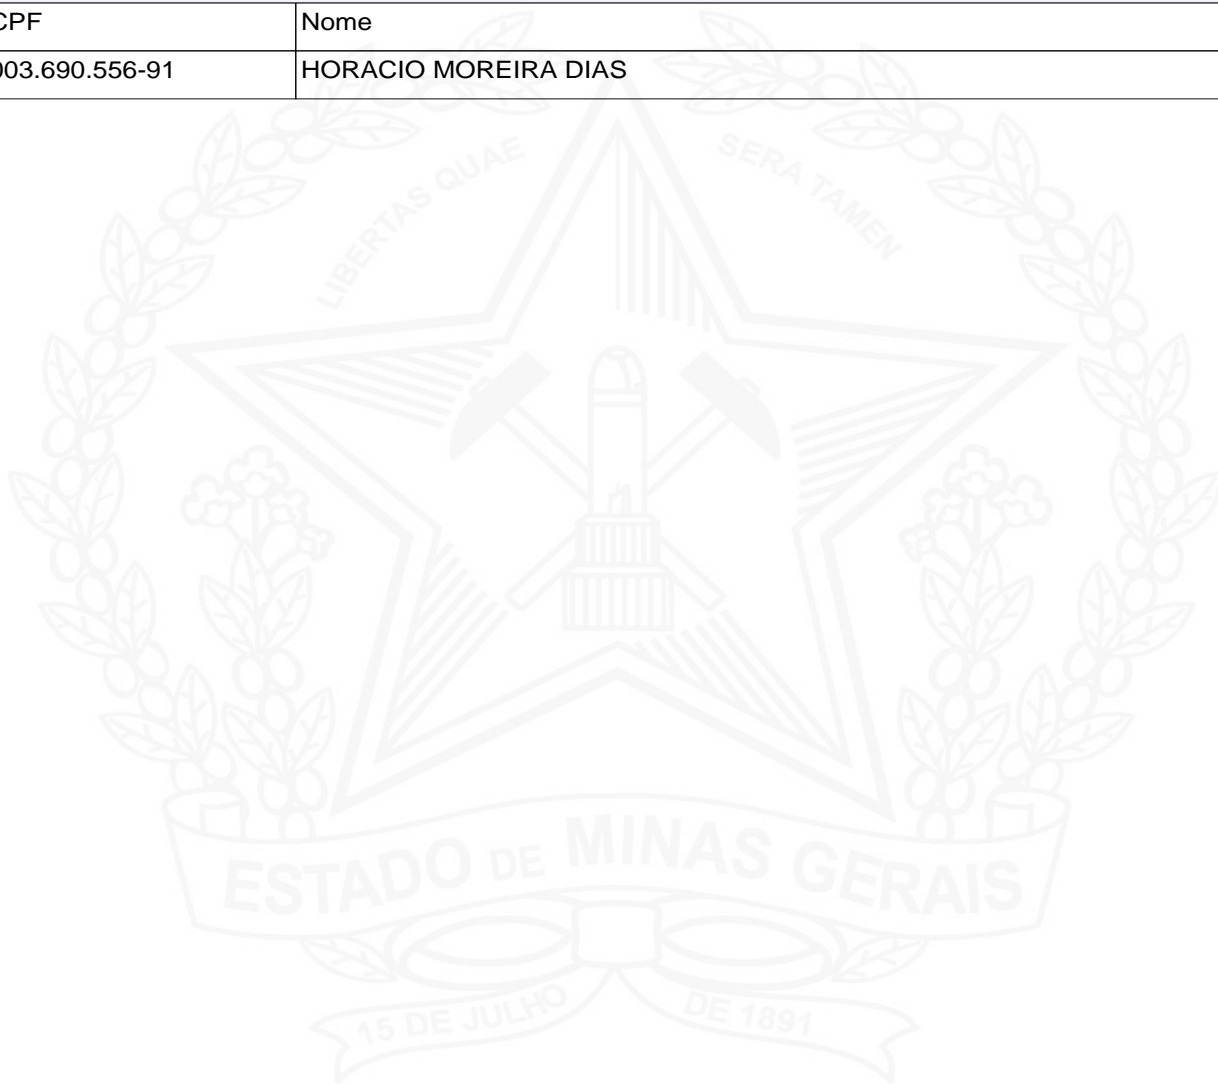 CPF Nome
003.690.556-91 HORACIO MOREIRA DIAS
LIBERTAS QUAE SERA TAMEN
ESTADO DE MINAS GERAIS
15 DE JULHO DE 1891